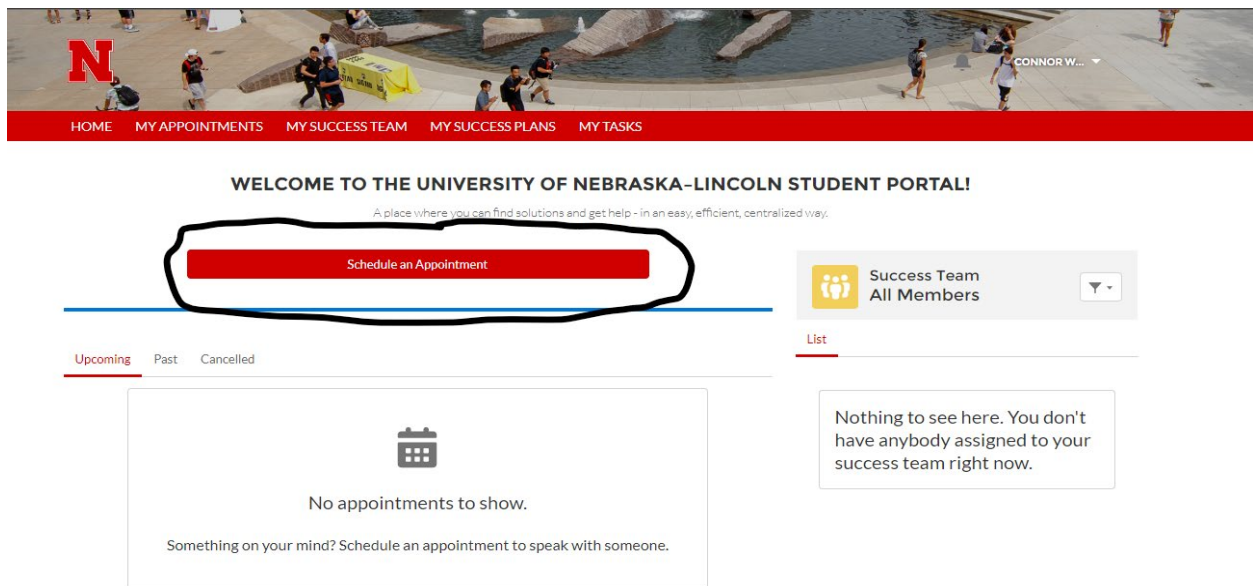 N
CONNOR W...
HOME MY APPOINTMENTS MY SUCCESS TEAM MY SUCCESS PLANS MY TASKS
WELCOME TO THE UNIVERSITY OF NEBRASKA–LINCOLN STUDENT PORTAL!
A place where you can find solutions and get help - in an easy, efficient, centralized way.
Schedule an Appointment
Success Team
All Members
List
Upcoming Past Cancelled
Nothing to see here. You don't
have anybody assigned to your
success team right now.
No appointments to show.
Something on your mind? Schedule an appointment to speak with someone.